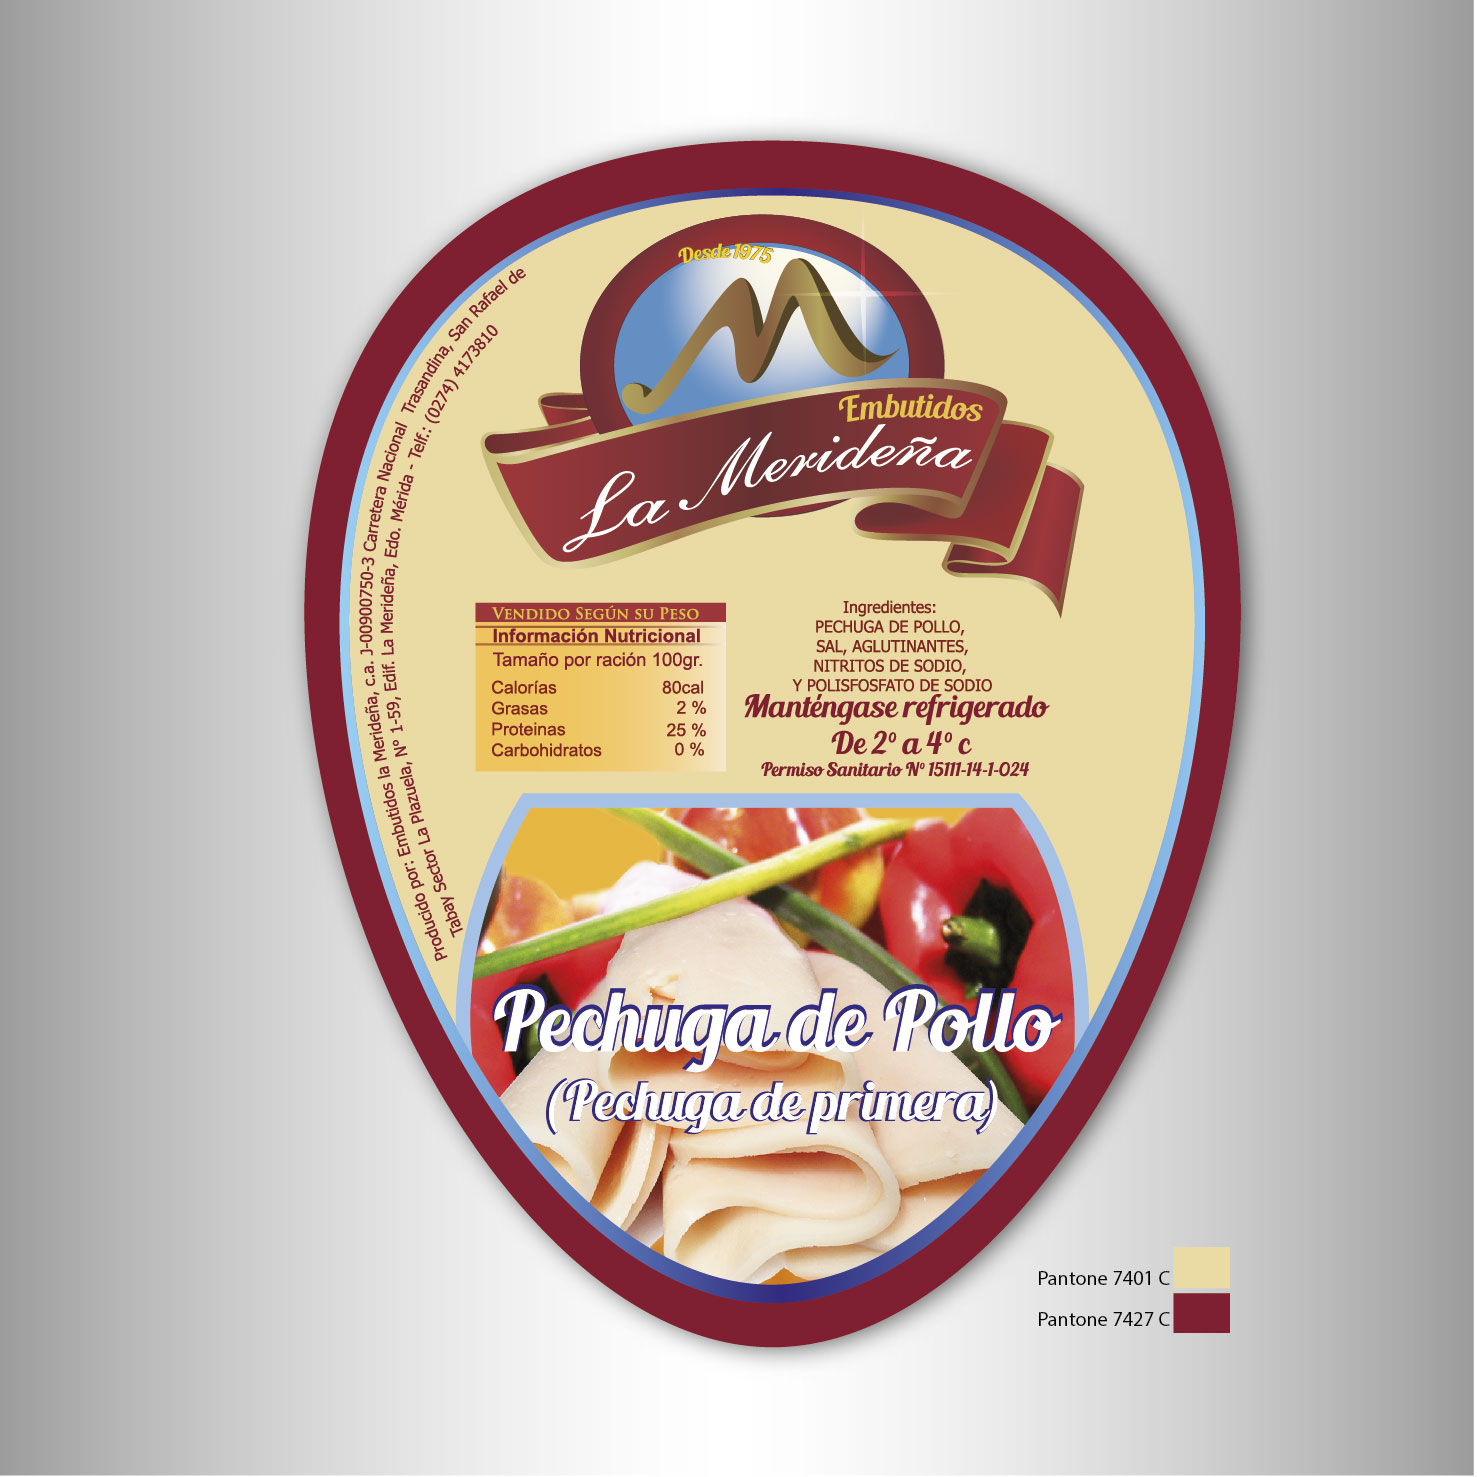 Desde 1975
Embutidos
La Merideña
Producido por: Embutidos la Merideña, c.a. J-00900750-3 Carretera Nacional Trasandina, San Rafael de
Tabay Sector La Plazuela, Nº 1-59, Edif. La Merideña, Edo. Mérida - Telf.: (0274) 4173810
VENDIDO SEGÚN SU PESO
Información Nutricional
Tamaño por ración 100gr.
Calorías 80cal
Grasas 2 %
Proteinas 25 %
Carbohidratos 0 %
Ingredientes:
PECHUGA DE POLLO,
SAL, AGLUTINANTES,
NITRITOS DE SODIO,
Y POLISFOSFATO DE SODIO
Manténgase refrigerado
De 2º a 4º c
Permiso Sanitario Nº 15111-14-1-024
Pechuga de Pollo
(Pechuga de primera)
Pantone 7401 C
Pantone 7427 C